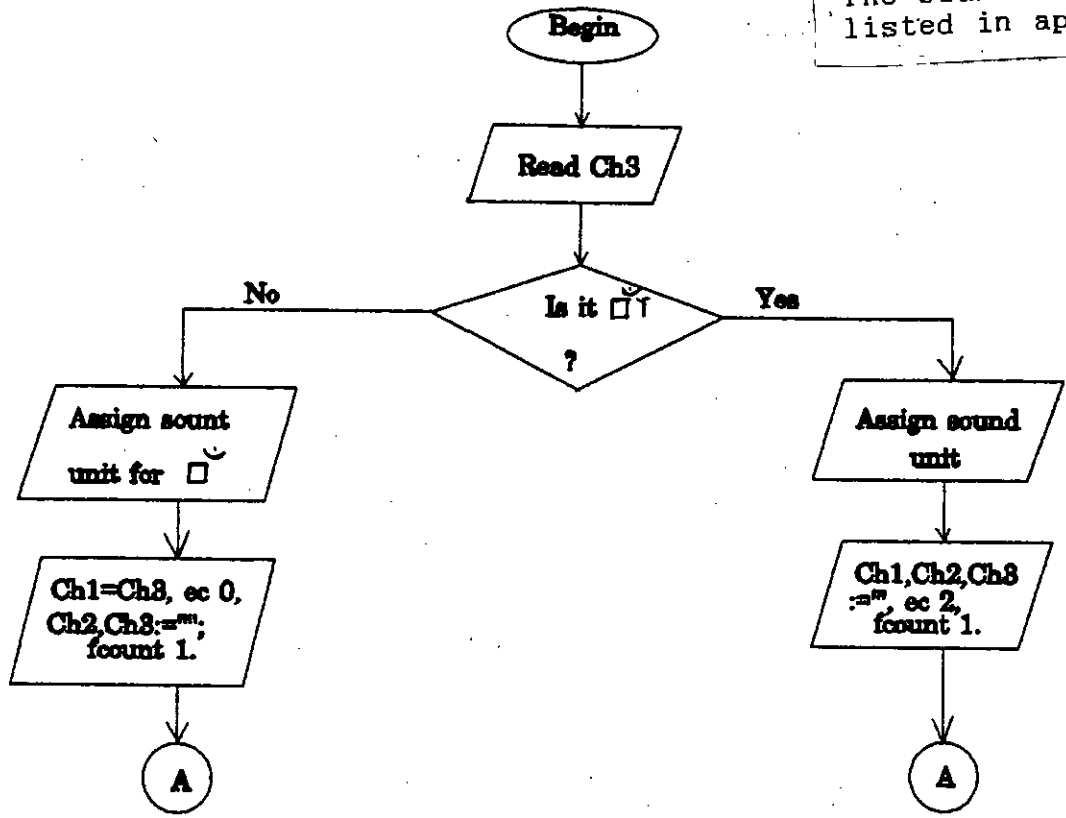 listed in ap
Begin
Read Ch3
Is it
?
No
Yes
Assign sount
unit for
Assign sound
unit
Ch1=Ch3, ec 0,
Ch2,Ch3:="";
fcount 1.
Ch1,Ch2,Ch3
:="", ec 2,
fcount 1.
A
A